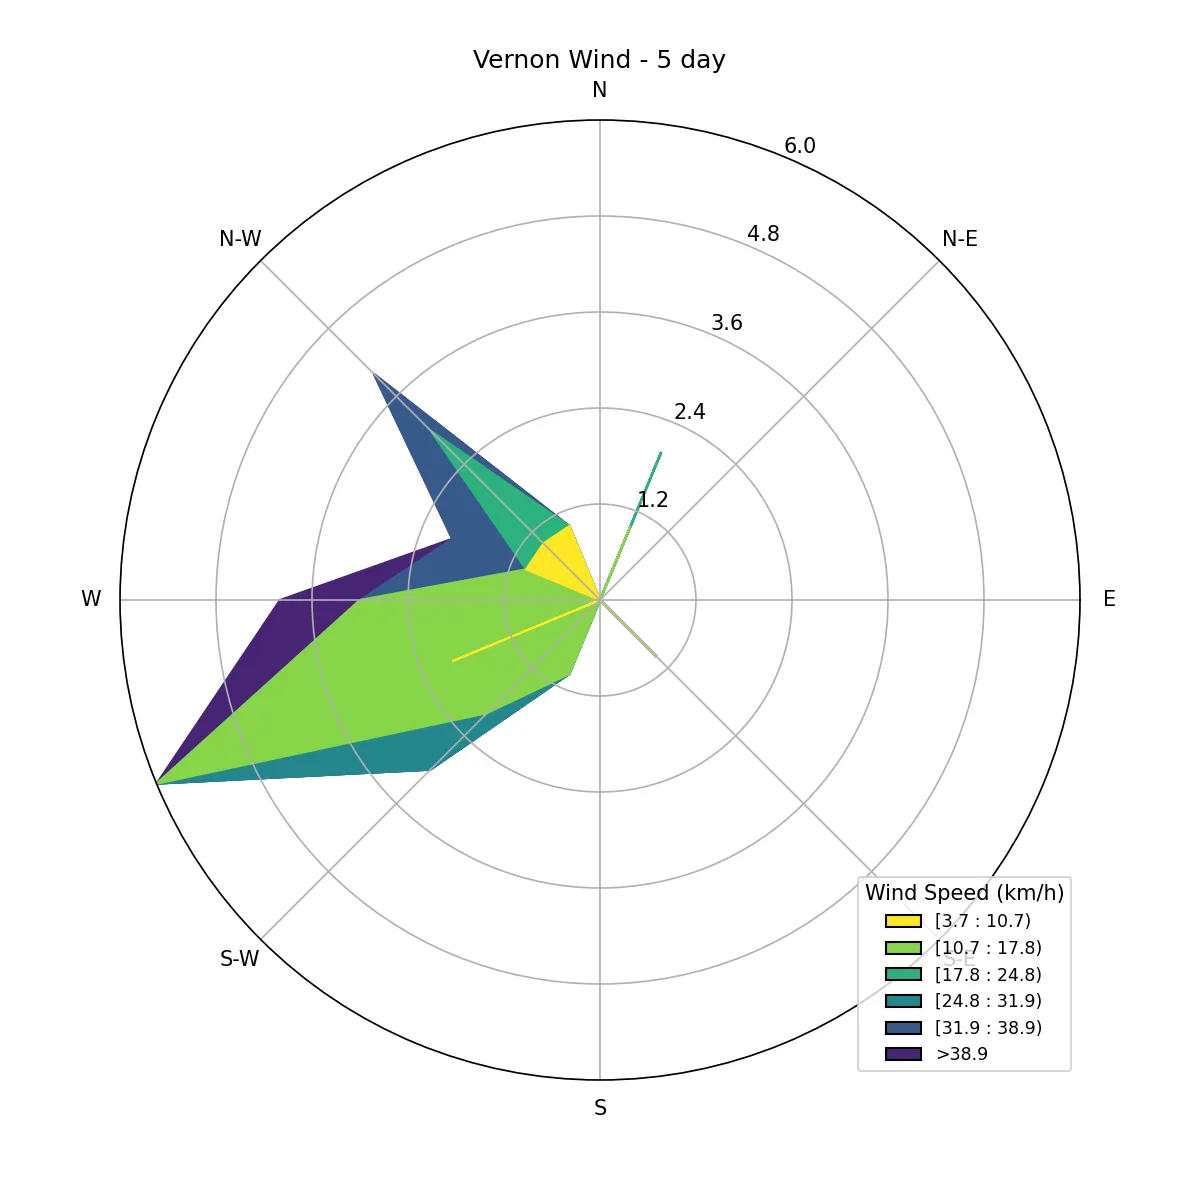 Vernon Wind - 5 day
N
6.0
4.8
N-W
N-E
3.6
2.4
1.2
W
E
S-W
S-E
Wind Speed (km/h)
[3.7 : 10.7)
[10.7 : 17.8)
[17.8 : 24.8)
[24.8 : 31.9)
[31.9 : 38.9)
>38.9
S